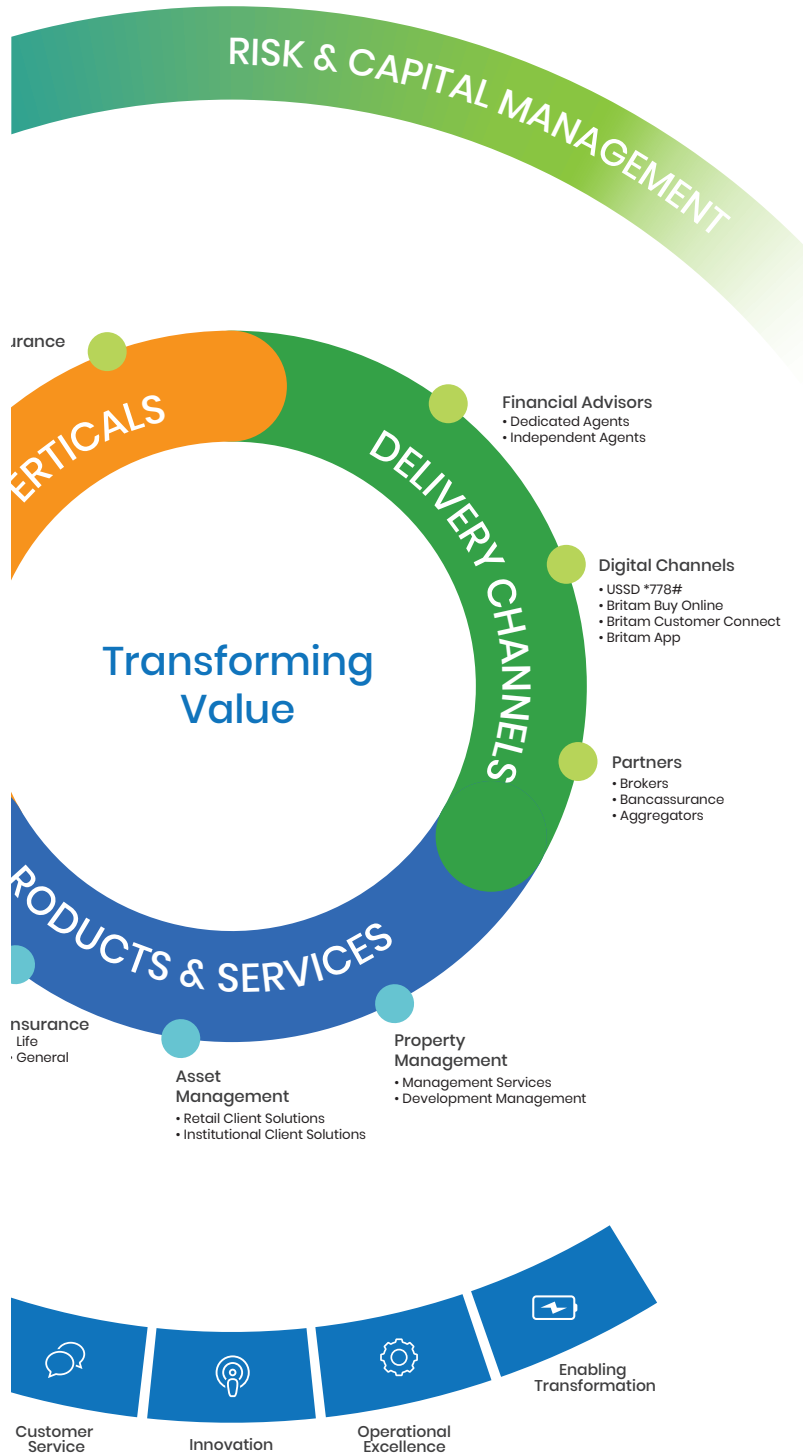 RISK & CAPITAL MANAGEMENT
urance
ERTICALS
DELIVERY CHANNELS
Financial Advisors
• Dedicated Agents
• Independent Agents
Digital Channels
• USSD *778#
• Britam Buy Online
• Britam Customer Connect
• Britam App
Transforming
Value
Partners
• Brokers
• Bancassurance
• Aggregators
RODUCTS & SERVICES
nsurance
Life
• General
Asset
Management
• Retail Client Solutions
• Institutional Client Solutions
Property
Management
• Management Services
• Development Management
Customer
Service
Innovation
Operational
Excellence
Enabling
Transformation